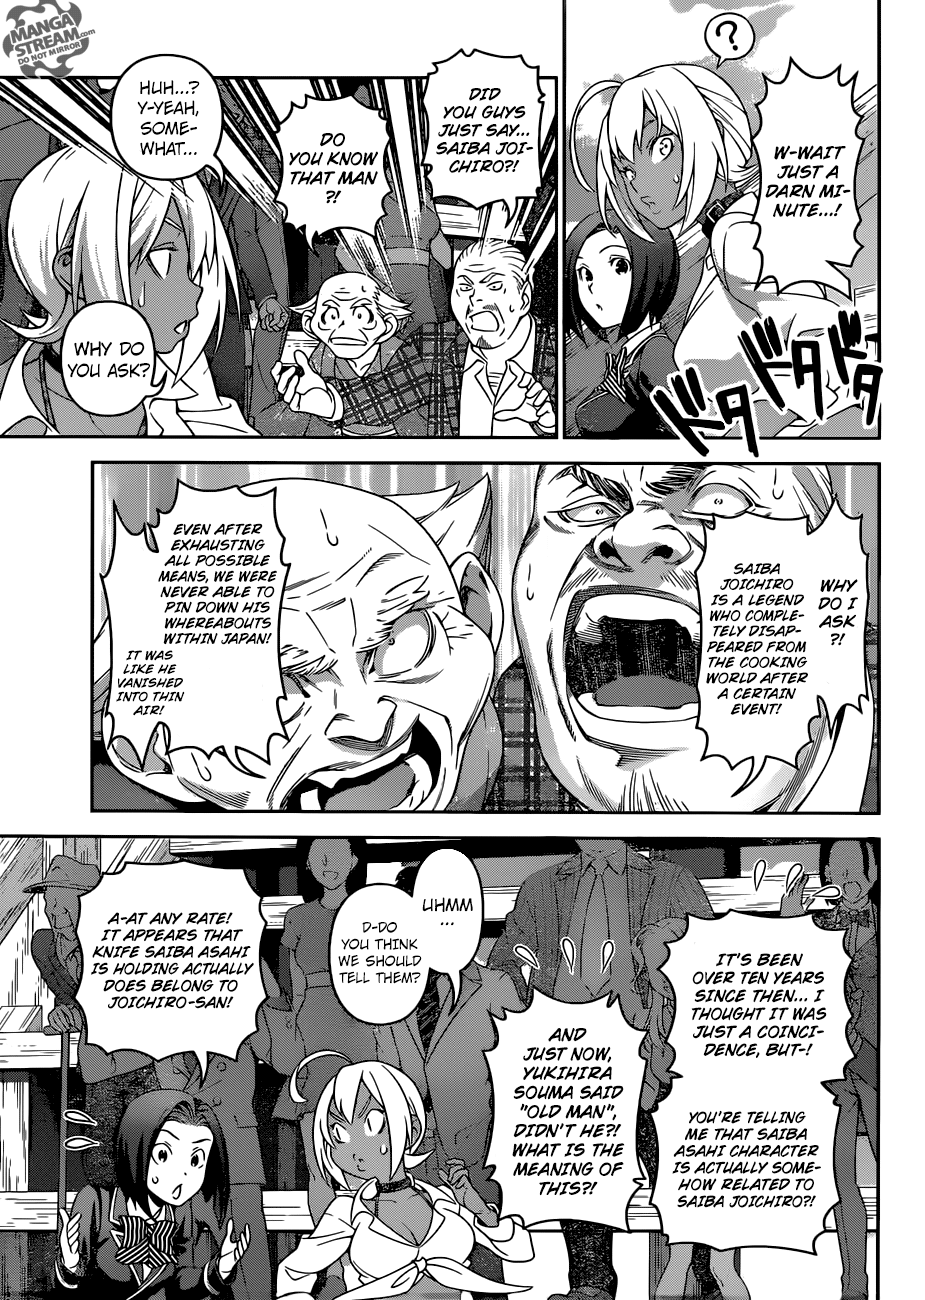 MANGA
STREAM.com
DO NOT MIRROR
?
W-WAIT
JUST A
DARN MI-
NUTE...!
ドタドタドタ
DID
YOU GUYS
JUST SAY...
SAIBA JOI-
CHIRO?!
DO
YOU KNOW
THAT MAN
?!
HUH...?
Y-YEAH,
SOME-
WHAT...
WHY DO
YOU ASK?
WHY
DO I
ASK
?!
SAIBA
JOICHIRO
IS A LEGEND
WHO COMPLE-
TELY DISAP-
PEARED FROM
THE COOKING
WORLD AFTER
A CERTAIN
EVENT!
EVEN AFTER
EXHAUSTING
ALL POSSIBLE
MEANS, WE WERE
NEVER ABLE TO
PIN DOWN HIS
WHEREABOUTS
WITHIN JAPAN!
IT WAS
LIKE HE
VANISHED
INTO THIN
AIR!
IT'S BEEN
OVER TEN YEARS
SINCE THEN... I
THOUGHT IT WAS
JUST A COINCI-
DENCE, BUT-!
YOU'RE TELLING
ME THAT SAIBA
ASAHI CHARACTER
IS ACTUALLY SOME-
HOW RELATED TO
SAIBA JOICHIRO?!
AND
JUST NOW,
YUKIHIRA
SOUMA SAID
"OLD MAN",
DIDN'T HE?!
WHAT IS THE
MEANING OF
THIS?!
UHMM
...
D-DO
YOU THINK
WE SHOULD
TELL THEM?
A-AT ANY RATE!
IT APPEARS THAT
KNIFE SAIBA ASAHI
IS HOLDING ACTUALLY
DOES BELONG TO
JOICHIRO-SAN!